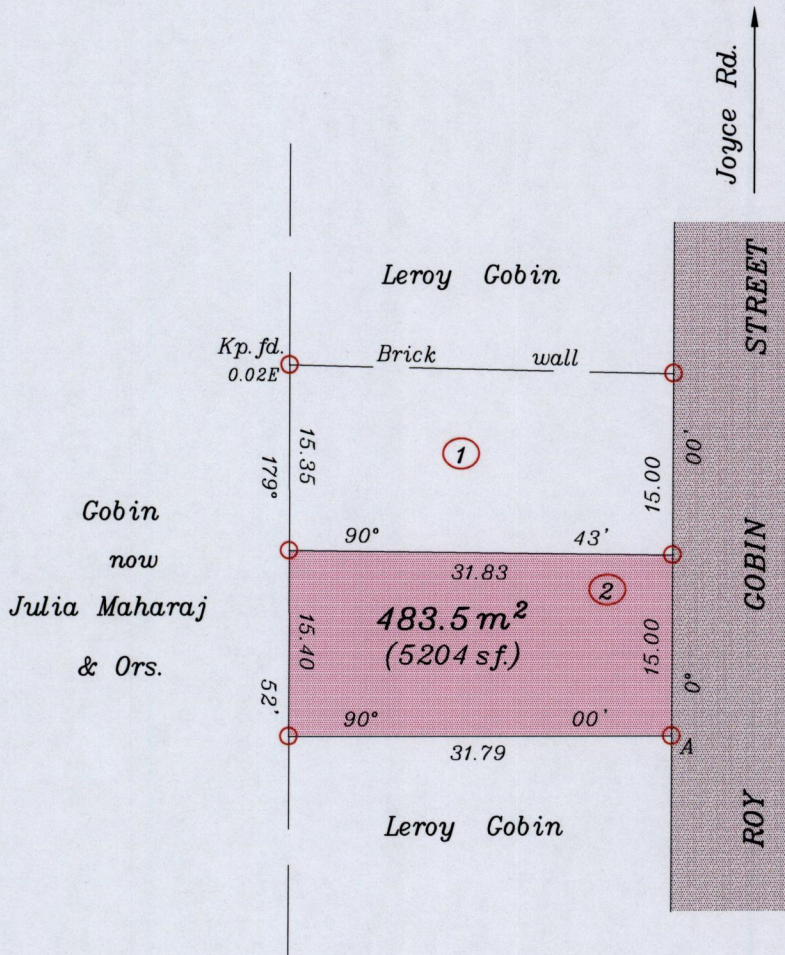 Joyce Rd.
Leroy Gobin
STREET
Kp. fd.
0.02E
Brick wall
15.35
179°
1
15.00
00'
Gobin
now
Julia Maharaj
& Ors.
90° 43'
31.83
2
483.5 m²
(5204 sf.)
GOBIN
15.40
52'
15.00
0°
90° 00'
31.79
A
Leroy Gobin
ROY